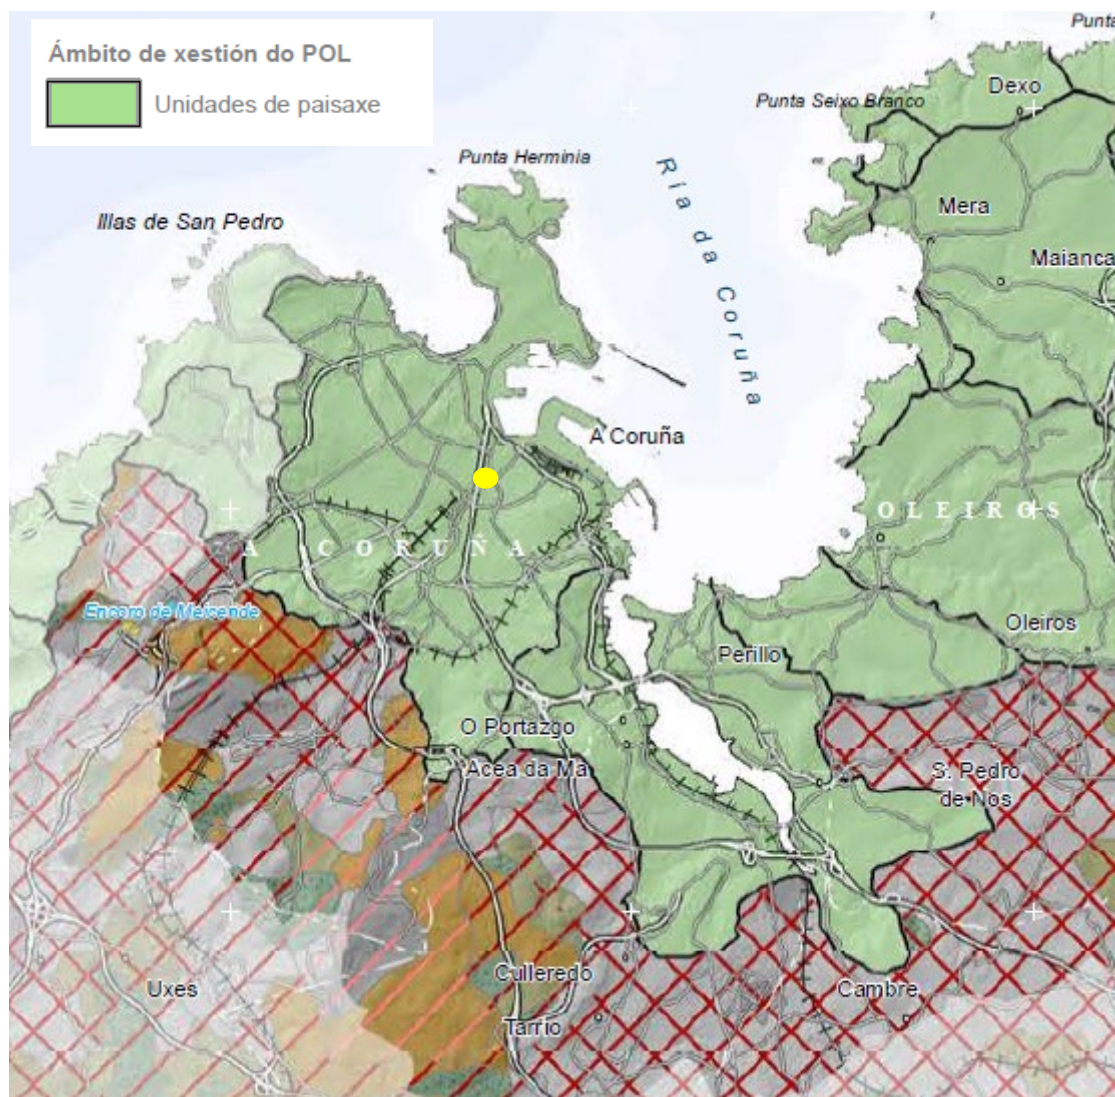 Ámbito de xestión do POL
Unidades de paisaxe
Punta
Dexo
Punta Seixo Branco
Punta Herminia
Illas de San Pedro
Ría da Coruña
Mera
Maianca
A Coruña
OLEIROS
A CORUÑA
Encoro de Meicende
Oleiros
Perillo
O Portazgo
Acea da Ma
S. Pedro
de Nos
Culleredo
Uxes
Cambre
Tarrío